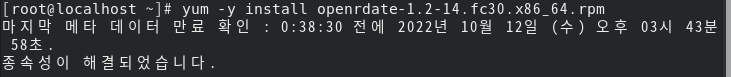 [root@localhost ~]# yum -y install openrdate-1.2-14.fc30.x86_64.rpm
마지막 메타 데이터 만료 확인 : 0:38:30 전에 2022년 10월 12일 (수) 오후 03시 43분
58초.
종속성이 해결되었습니다.